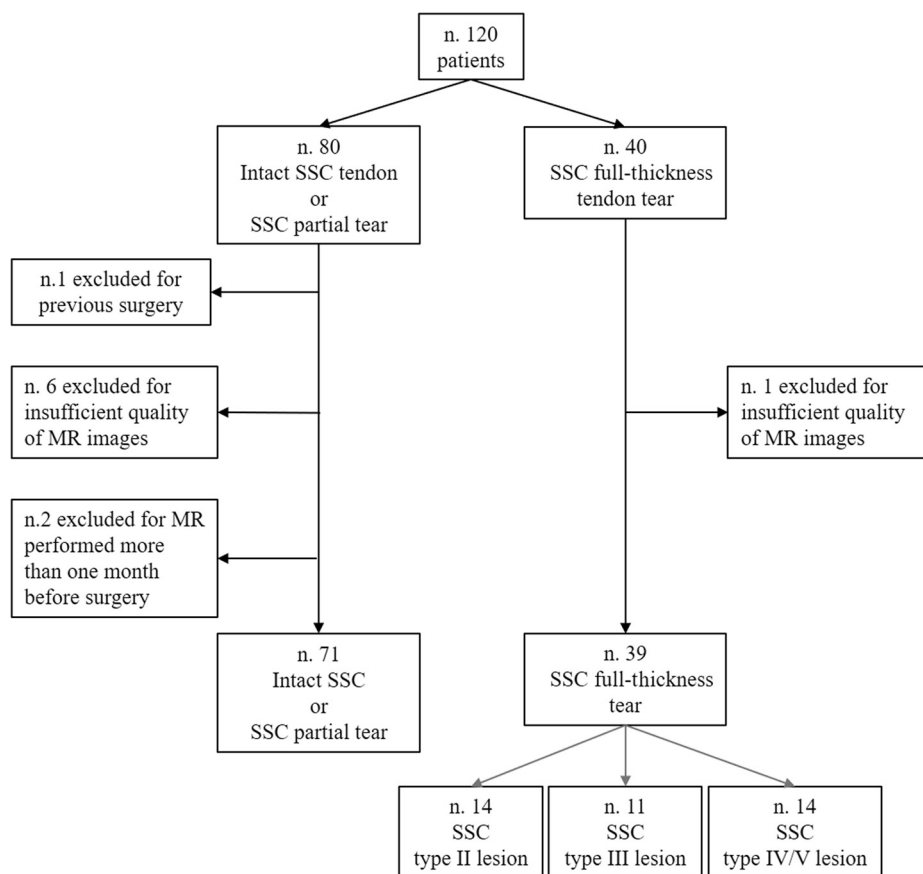 n. 120
patients
n. 80
Intact SSC tendon
or
SSC partial tear
n. 40
SSC full-thickness
tendon tear
n.1 excluded for
previous surgery
n. 6 excluded for
insufficient quality
of MR images
n. 1 excluded for
insufficient quality
of MR images
n.2 excluded for MR
performed more
than one month
before surgery
n. 71
Intact SSC
or
SSC partial tear
n. 39
SSC full-thickness
tear
n. 14
SSC
type II lesion
n. 11
SSC
type III lesion
n. 14
SSC
type IV/V lesion